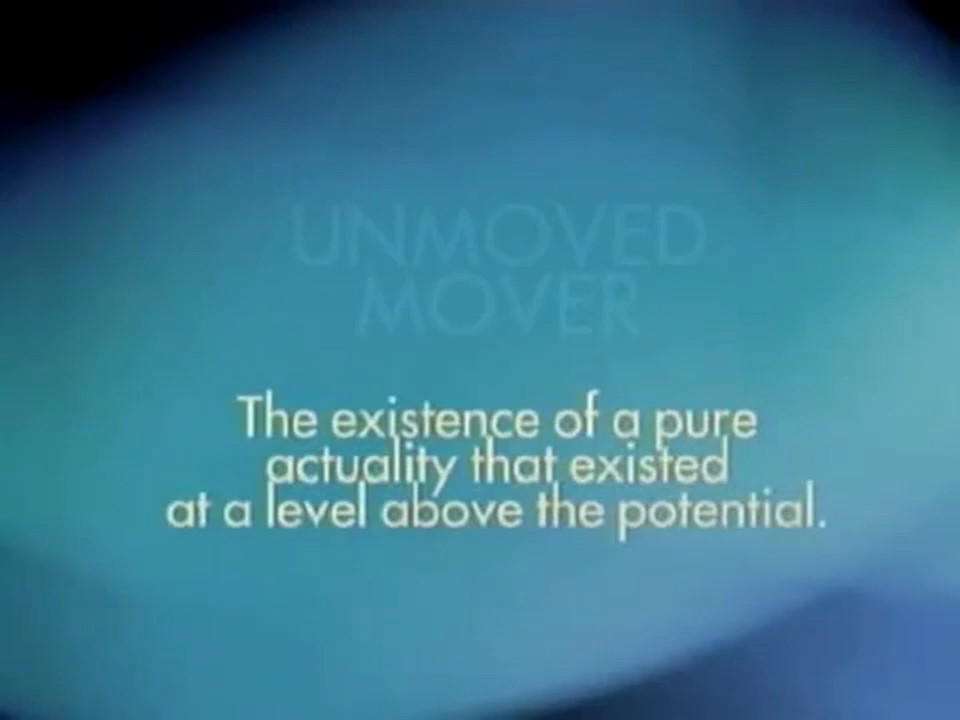 UNMOVED
MOVER
The existence of a pure
actuality that existed
at a level above the potential.